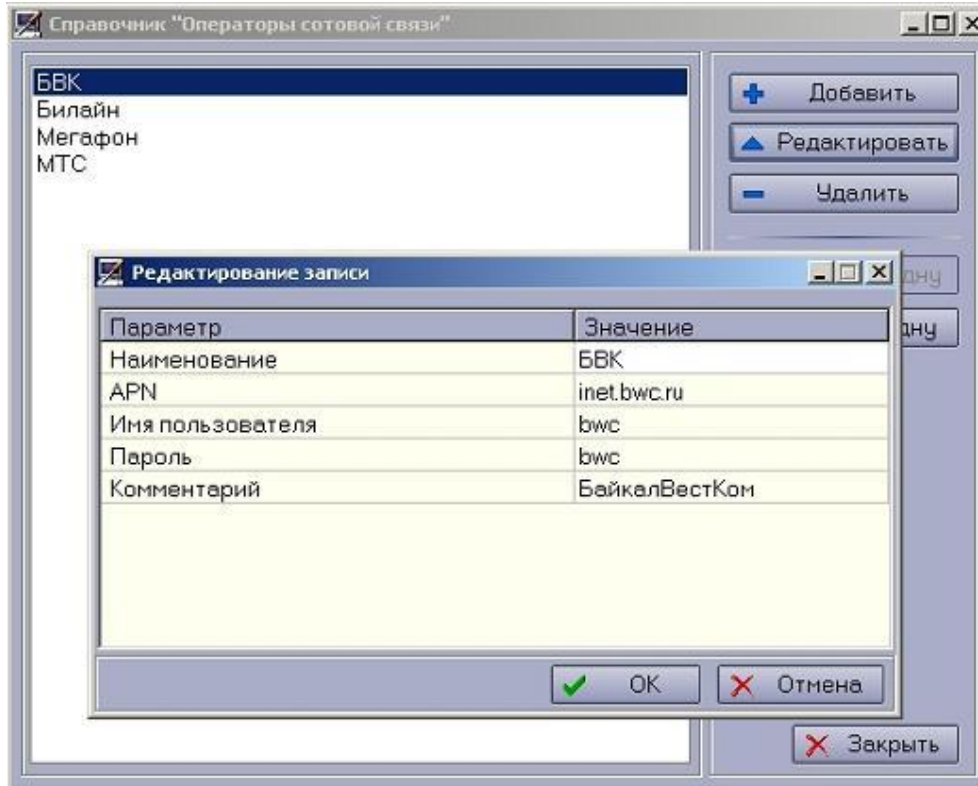 Справочник "Операторы сотовой связи"
БВК
Билайн
Мегафон
МТС
Добавить
Редактировать
Удалить
Редактирование записи
Параметр Значение
Наименование БВК
APN inet.bwc.ru
Имя пользователя bwc
Пароль bwc
Комментарий БайкалВестКом
OK Отмена
Закрыть